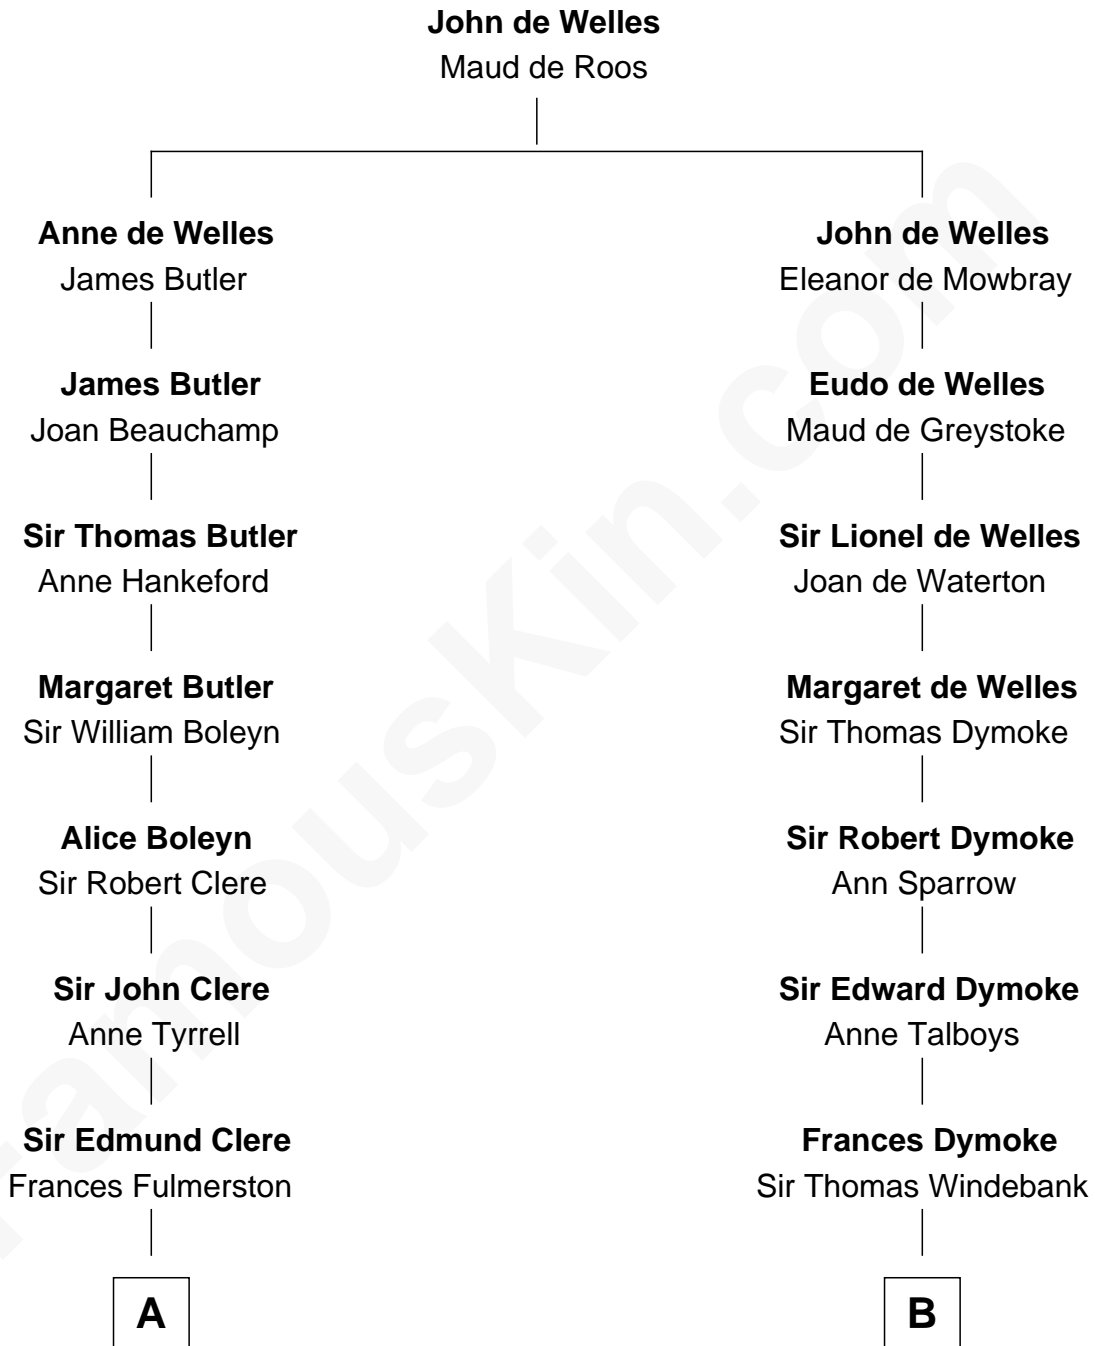 John de Welles
Maud de Roos
Anne de Welles
James Butler
John de Welles
Eleanor de Mowbray
James Butler
Joan Beauchamp
Eudo de Welles
Maud de Greystoke
Sir Thomas Butler
Anne Hankeford
Sir Lionel de Welles
Joan de Waterton
Margaret Butler
Sir William Boleyn
Margaret de Welles
Sir Thomas Dymoke
Alice Boleyn
Sir Robert Clere
Sir Robert Dymoke
Ann Sparrow
Sir John Clere
Anne Tyrrell
Sir Edward Dymoke
Anne Talboys
Sir Edmund Clere
Frances Fulmerston
Frances Dymoke
Sir Thomas Windebank
A
B
FamousKin.com